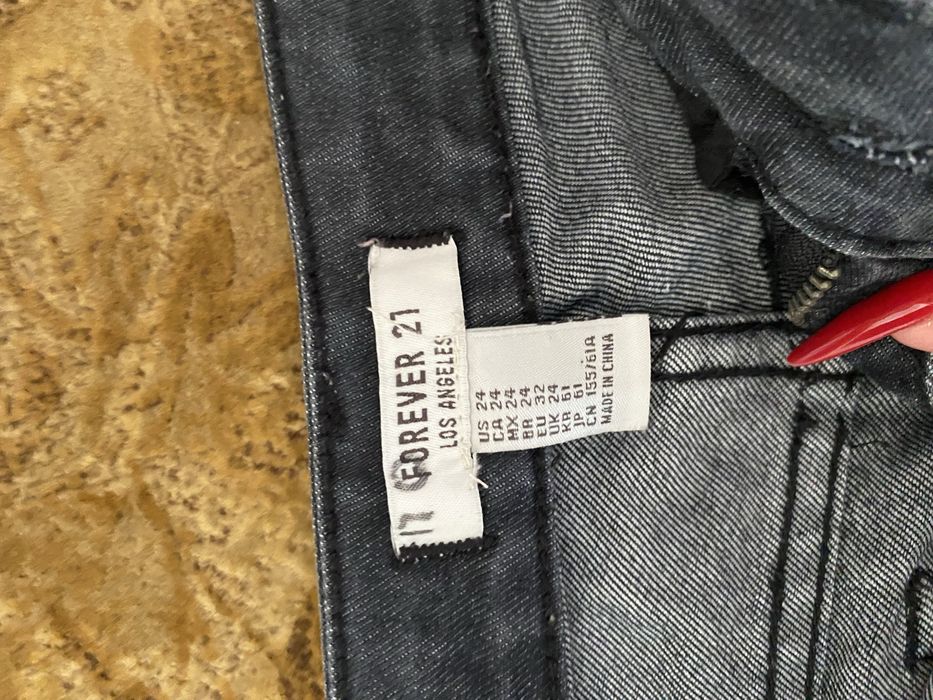 FOREVER 21
LOS ANGELES
US 24
CA 24
MX 24
BR 24
EU 32
UK 24
KR 61
JP 61
CN 155/61A
MADE IN CHINA